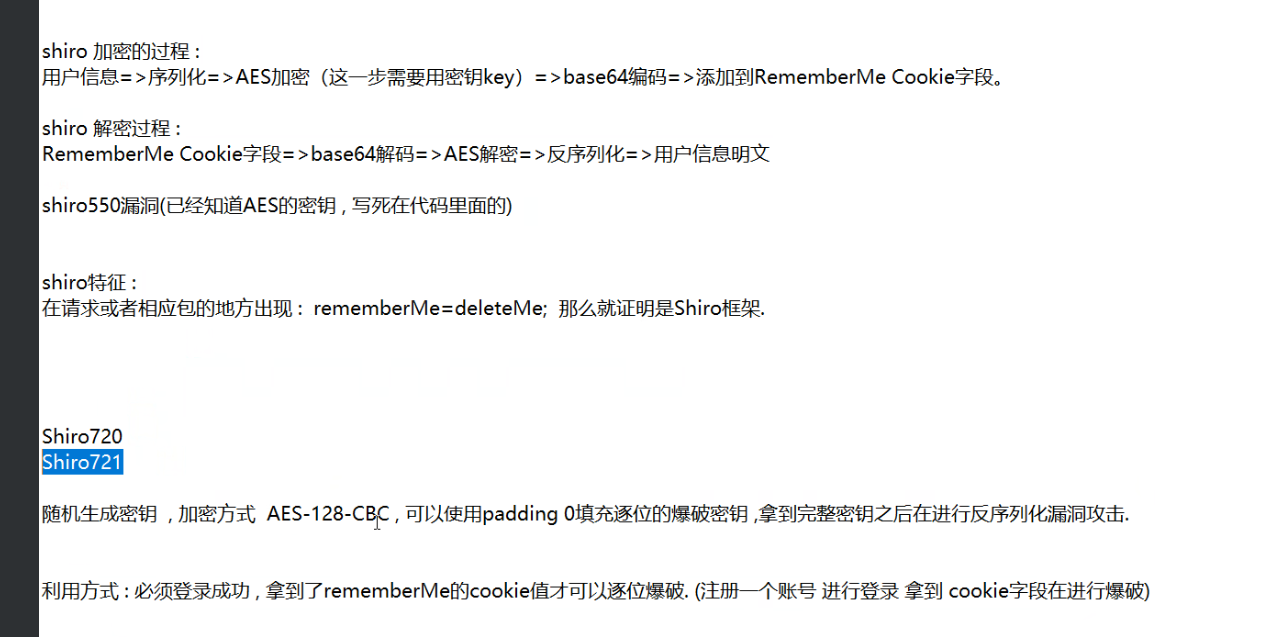 shiro 加密的过程 :
用户信息=>序列化=>AES加密（这一步需要用密钥key）=>base64编码=>添加到RememberMe Cookie字段。
shiro 解密过程 :
RememberMe Cookie字段=>base64解码=>AES解密=>反序列化=>用户信息明文
shiro550漏洞(已经知道AES的密钥 , 写死在代码里面的)
shiro特征 :
在请求或者相应包的地方出现 : rememberMe=deleteMe; 那么就证明是Shiro框架.
Shiro720
Shiro721
随机生成密钥 , 加密方式 AES-128-CBC , 可以使用padding 0填充逐位的爆破密钥 ,拿到完整密钥之后在进行反序列化漏洞攻击.
利用方式 : 必须登录成功 , 拿到了rememberMe的cookie值才可以逐位爆破. (注册一个账号 进行登录 拿到 cookie字段在进行爆破)